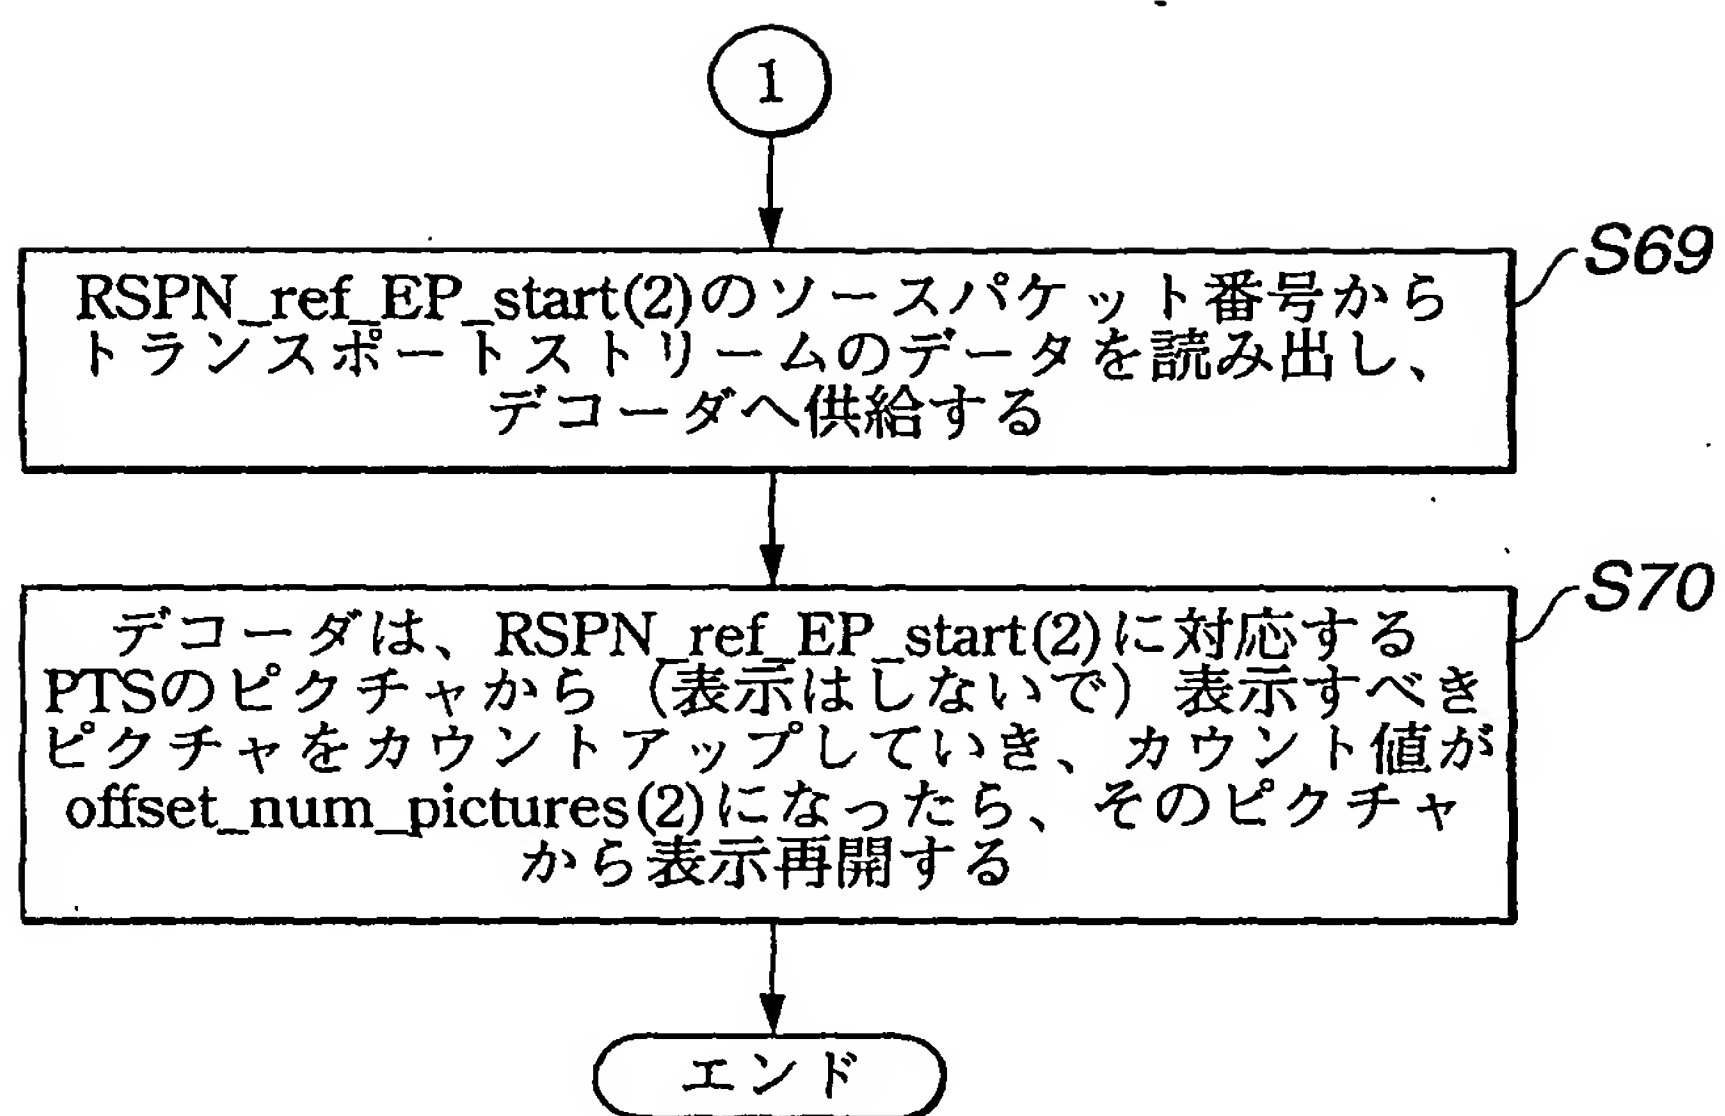 1
S69
RSPN_ref_EP_start(2)のソースパケット番号から
トランスポートストリームのデータを読み出し、
デコーダへ供給する
S70
デコーダは、RSPN_ref_EP_start(2)に対応する
PTSのピクチャから（表示はしないで）表示すべき
ピクチャをカウントアップしていき、カウント値が
offset_num_pictures(2)になったら、そのピクチャ
から表示再開する
エンド